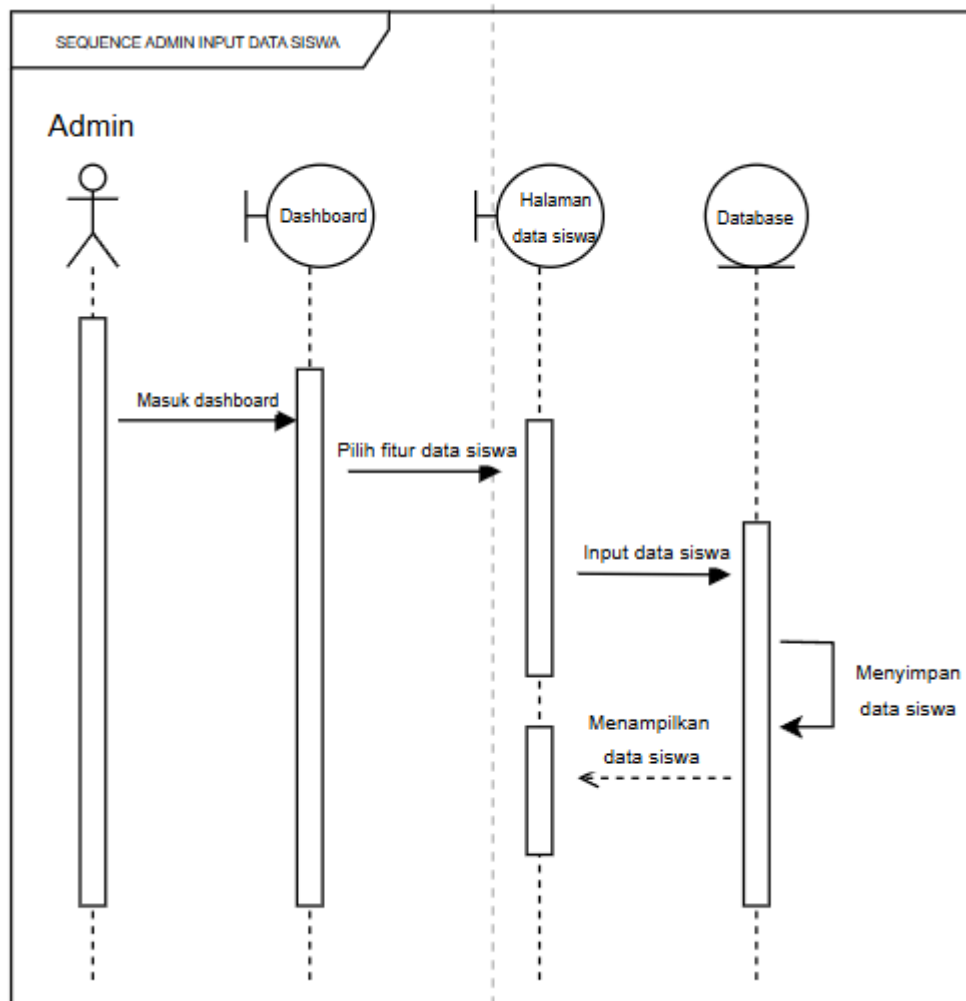 SEQUENCE ADMIN INPUT DATA SISWA
Admin
Dashboard
Halaman
data siswa
Database
Masuk dashboard
Pilih fitur data siswa
Input data siswa
Menyimpan
data siswa
Menampilkan
data siswa